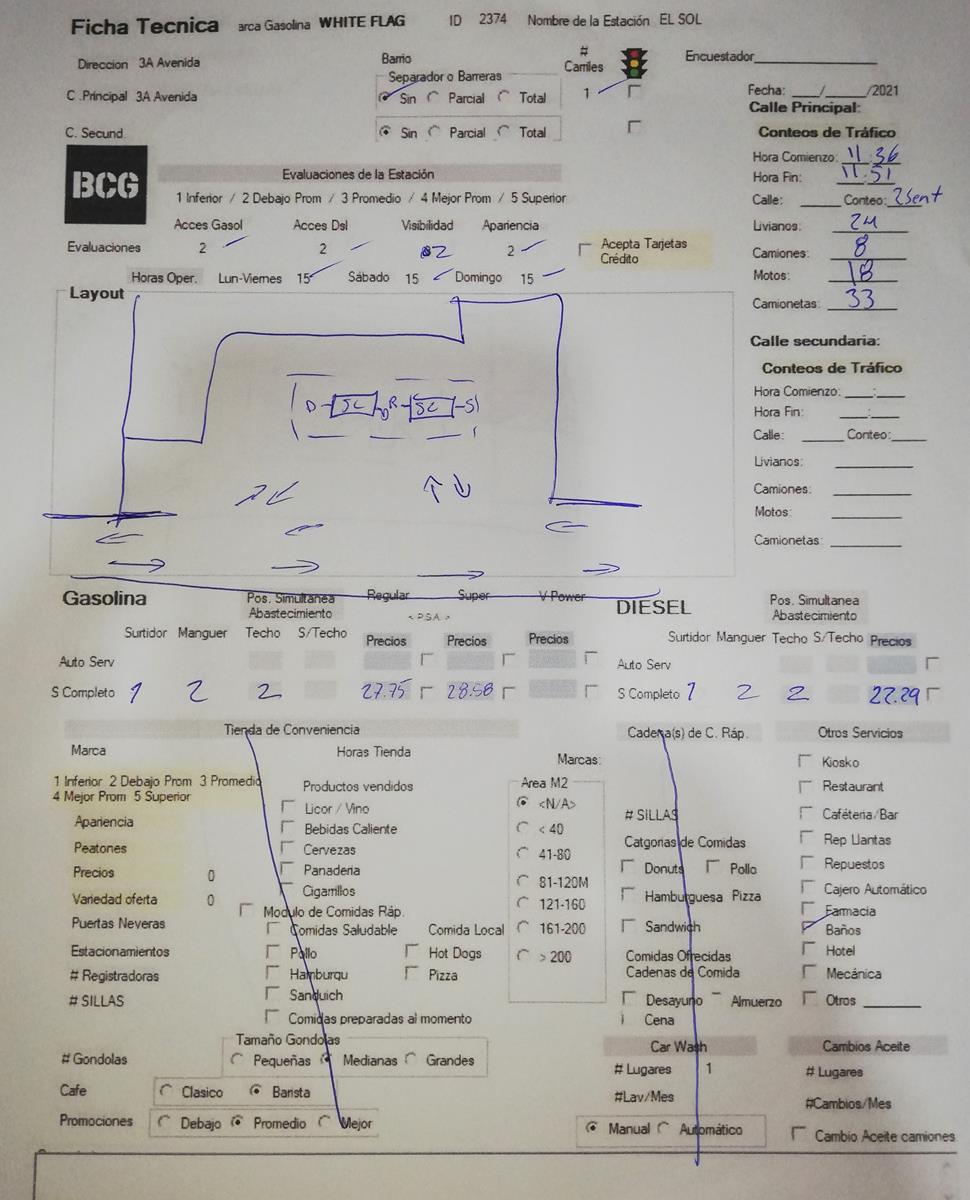 Ficha Tecnica arca Gasolina WHITE FLAG ID 2374 Nombre de la Estación EL SOL
Direccion 3A Avenida Barrio # Carriles Encuestador
Separador o Barreras
C .Principal 3A Avenida Sin Parcial Total 1 Fecha: ___/___/2021
Calle Principal:
C. Secund. Sin Parcial Total
Conteos de Tráfico
Hora Comienzo: 11:36
Hora Fin: 11:51
Calle: ____ Conteo: 2 Sent
Livianos: 24
Camiones: 8
Motos: 18
Camionetas: 33
BCG
Evaluaciones de la Estación
1 Inferior / 2 Debajo Prom / 3 Promedio / 4 Mejor Prom / 5 Superior
Acces Gasol Acces Dsl Visibilidad Apariencia
Evaluaciones 2 2 2 2 Acepta Tarjetas Crédito
Horas Oper. Lun-Viernes 15 Sábado 15 Domingo 15
Layout
D SC D R SC S
Calle secundaria:
Conteos de Tráfico
Hora Comienzo: ___:___
Hora Fin: ___:___
Calle: ____ Conteo:____
Livianos:
Camiones:
Motos:
Camionetas:
Gasolina Pos. Simultanea Abastecimiento Regular Super V Power
< P.S.A. >
Surtidor Manguer Techo S/Techo Precios Precios Precios
Auto Serv
S Completo 1 2 2 27.75 28.58
DIESEL Pos. Simultanea Abastecimiento
Surtidor Manguer Techo S/Techo Precios
Auto Serv
S Completo 1 2 2 22.29
Tienda de Conveniencia
Marca Horas Tienda
1 Inferior 2 Debajo Prom 3 Promedio
4 Mejor Prom 5 Superior
Apariencia
Peatones
Precios 0
Variedad oferta 0
Puertas Neveras
Estacionamientos
# Registradoras
# SILLAS
Productos vendidos
Licor / Vino
Bebidas Caliente
Cervezas
Panaderia
Cigarrillos
Modulo de Comidas Ráp.
Comidas Saludable Comida Local
Pollo Hot Dogs
Hamburgu Pizza
Sanduich
Comidas preparadas al momento
Marcas:
Area M2
<N/A>
< 40
41-80
81-120M
121-160
161-200
> 200
Tamaño Gondolas
# Gondolas Pequeñas Medianas Grandes
Cafe Clasico Barista
Promociones Debajo Promedio Mejor
Cadena(s) de C. Ráp.
# SILLAS
Catgorias de Comidas
Donuts Pollo
Hamburguesa Pizza
Sandwich
Comidas Ofrecidas
Cadenas de Comida
Desayuno Almuerzo
Cena
Car Wash
# Lugares 1
#Lav/Mes
Manual Automático
Otros Servicios
Kiosko
Restaurant
Caféteria/Bar
Rep Llantas
Repuestos
Cajero Automático
Farmacia
Baños
Hotel
Mecánica
Otros
Cambios Aceite
# Lugares
#Cambios/Mes
Cambio Aceite camiones